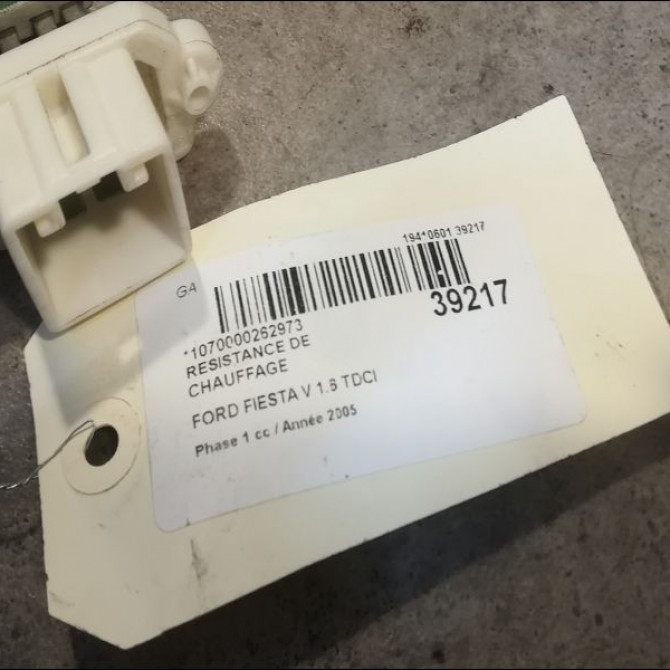 194*0601 39217
GA
39217
*1070000262973
RESISTANCE DE
CHAUFFAGE
FORD FIESTA V 1.6 TDCI
Phase 1 cc / Année 2005